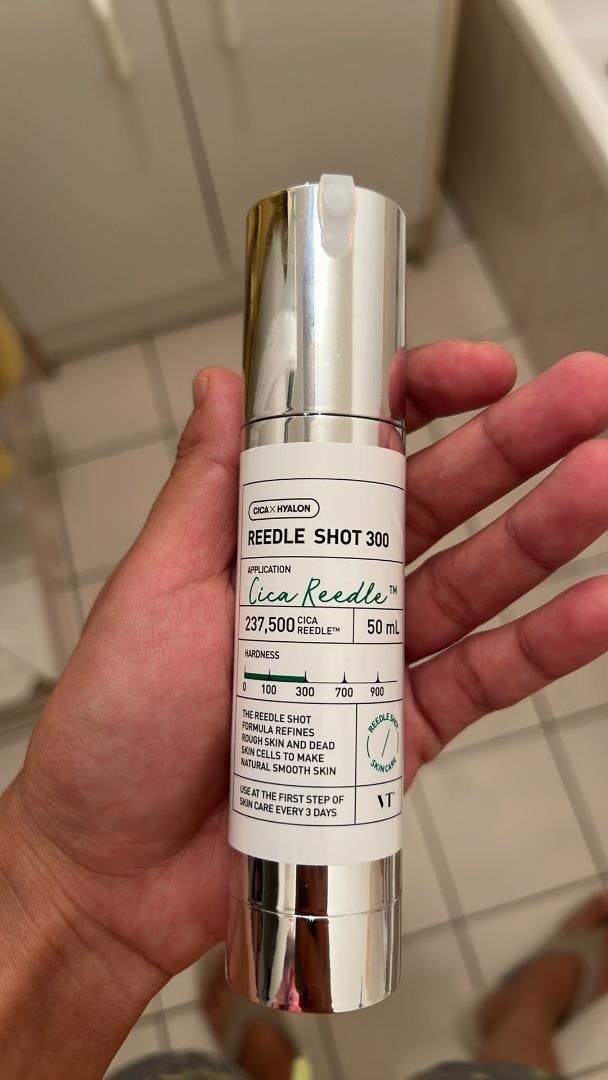 CICA×HYALON
REEDLE SHOT 300
APPLICATION
Cica Reedle™
237,500 CICA REEDLE™
50 mL
HARDNESS
0 100 300 700 900
THE REEDLE SHOT
FORMULA REFINES
ROUGH SKIN AND DEAD
SKIN CELLS TO MAKE
NATURAL SMOOTH SKIN
REEDLE SHOT
SKINCARE
USE AT THE FIRST STEP OF
SKIN CARE EVERY 3 DAYS
VT